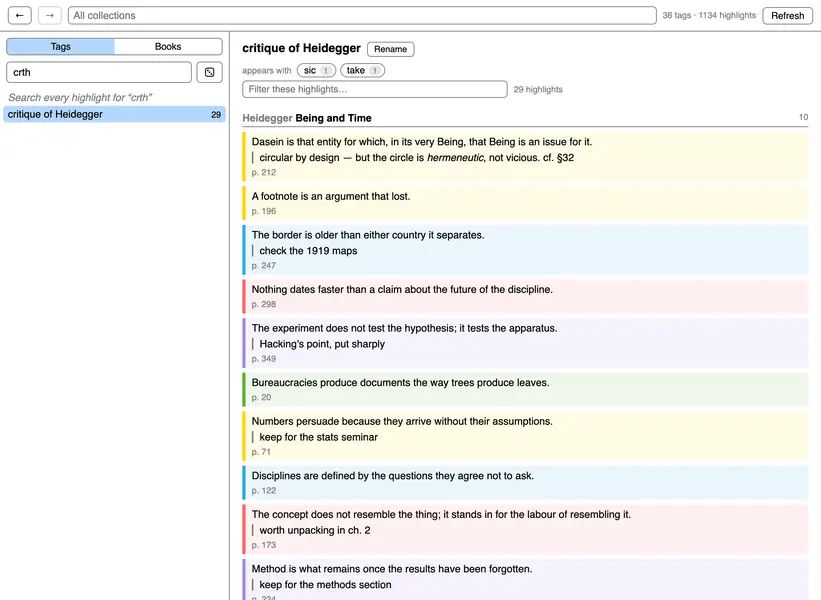 ←
→
All collections
36 tags · 1134 highlights
Refresh
Tags
Books
crth
Search every highlight for “crth”
critique of Heidegger 29
critique of Heidegger
Rename
appears with sic 1 take 1
Filter these highlights…
29 highlights
Heidegger Being and Time 10
Dasein is that entity for which, in its very Being, that Being is an issue for it.
circular by design — but the circle is hermeneutic, not vicious. cf. §32
p. 212
A footnote is an argument that lost.
p. 196
The border is older than either country it separates.
check the 1919 maps
p. 247
Nothing dates faster than a claim about the future of the discipline.
p. 298
The experiment does not test the hypothesis; it tests the apparatus.
Hacking's point, put sharply
p. 349
Bureaucracies produce documents the way trees produce leaves.
p. 20
Numbers persuade because they arrive without their assumptions.
keep for the stats seminar
p. 71
Disciplines are defined by the questions they agree not to ask.
p. 122
The concept does not resemble the thing; it stands in for the labour of resembling it.
worth unpacking in ch. 2
p. 173
Method is what remains once the results have been forgotten.
keep for the methods section
p. 224